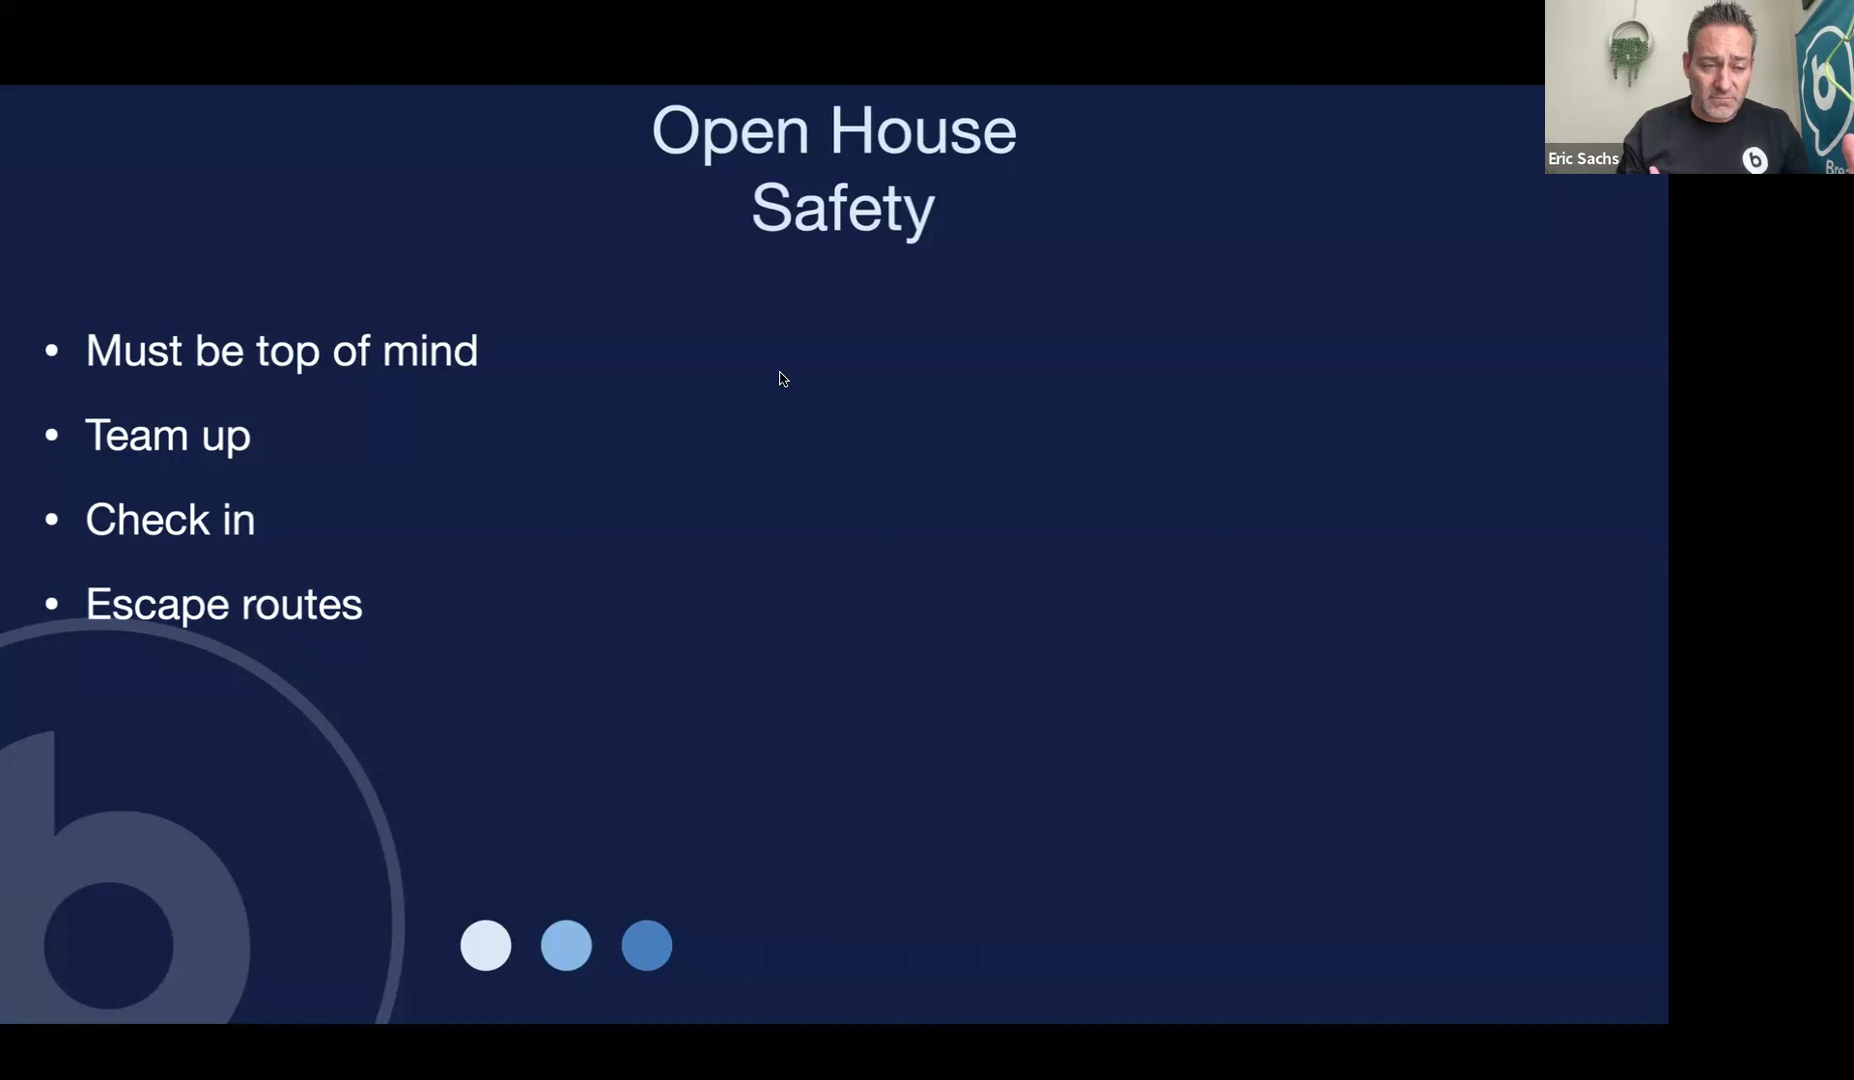 Open House
Safety
Eric Sachs
b
b
• Must be top of mind
• Team up
• Check in
• Escape routes
b